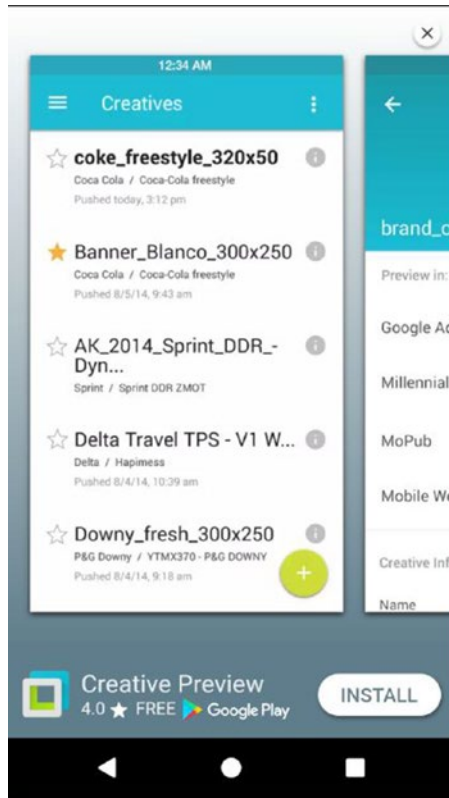 12:34 AM
Creatives
coke_freestyle_320x50
Coca Cola / Coca-Cola freestyle
Pushed today, 3:12 pm
Banner_Blanco_300x250
Coca Cola / Coca-Cola freestyle
Pushed 8/5/14, 9:43 am
AK_2014_Sprint_DDR_-
Dyn...
Sprint / Sprint DDR ZMOT
Delta Travel TPS - V1 W...
Delta / Hapimess
Pushed 8/4/14, 10:39 am
Downy_fresh_300x250
P&G Downy / YTMX370 - P&G DOWNY
Pushed 8/4/14, 9:18 am
brand_c
Preview in:
Google Ad
Millennial
MoPub
Mobile We
Creative Inf
Name
Creative Preview
4.0 ★ FREE Google Play
INSTALL